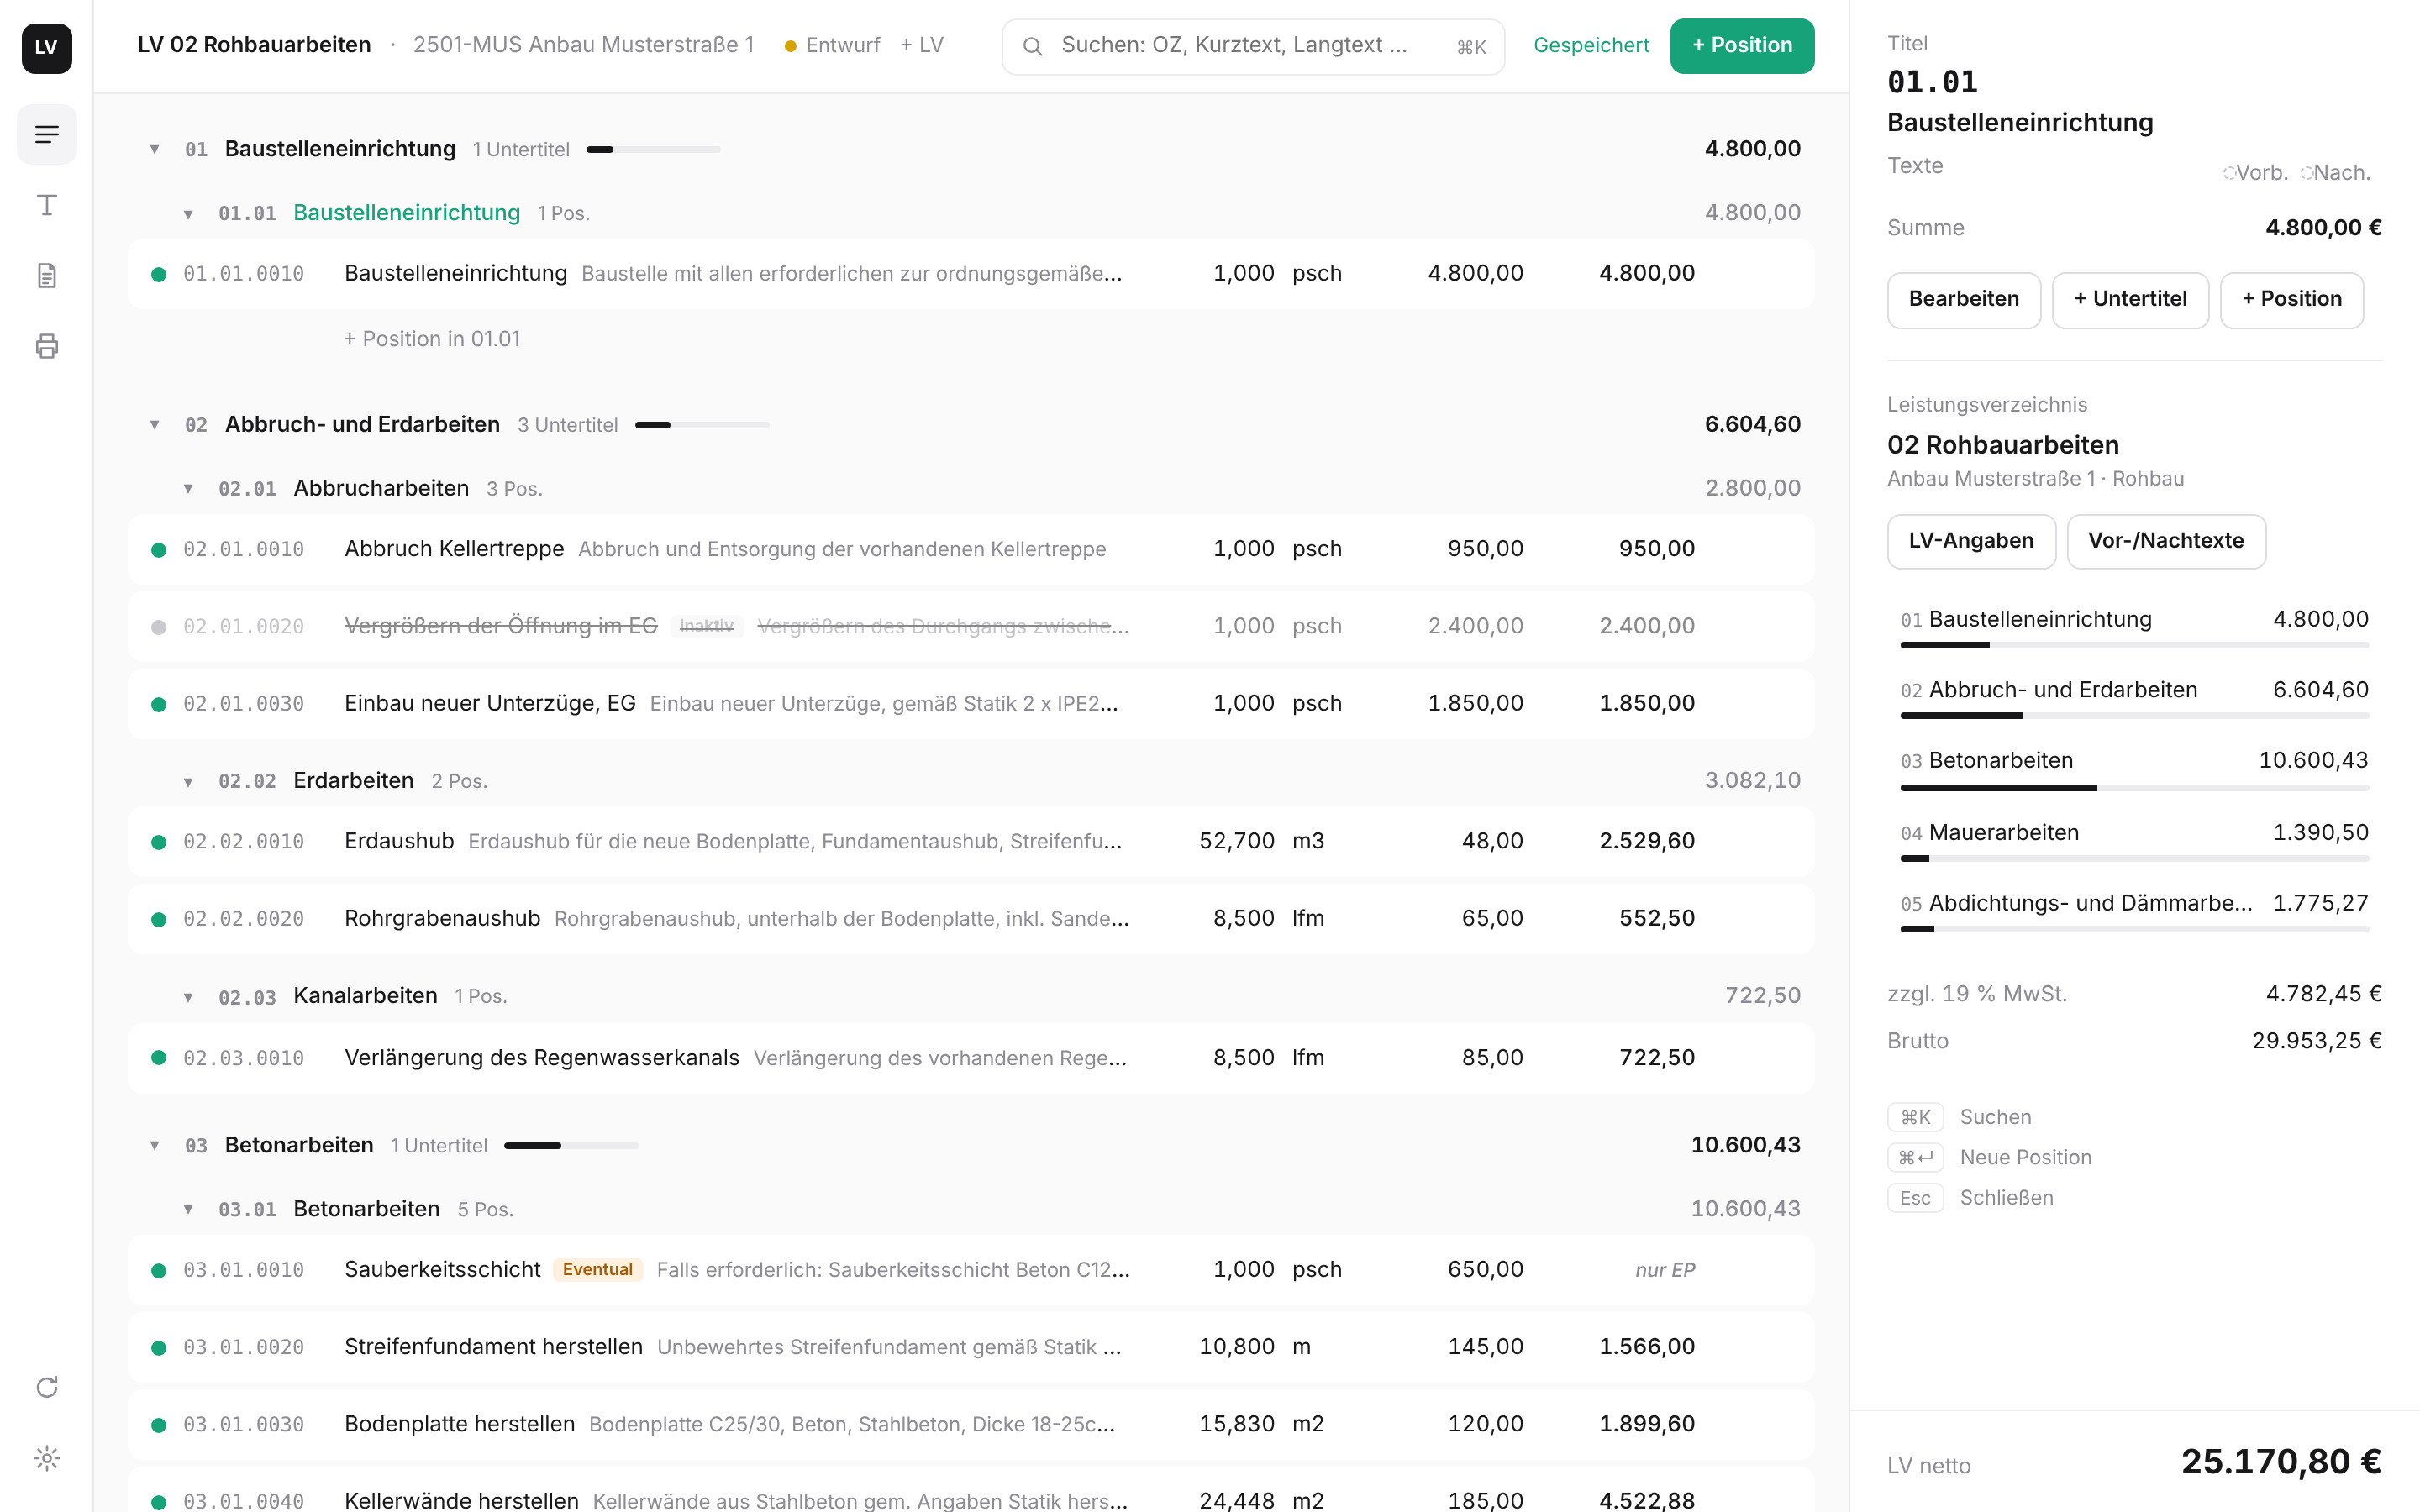 LV
LV 02 Rohbauarbeiten · 2501-MUS Anbau Musterstraße 1 Entwurf + LV
Suchen: OZ, Kurztext, Langtext ... ⌘K
Gespeichert + Position
▼ 01 Baustelleneinrichtung 1 Untertitel 4.800,00
▼ 01.01 Baustelleneinrichtung 1 Pos. 4.800,00
01.01.0010 Baustelleneinrichtung Baustelle mit allen erforderlichen zur ordnungsgemäße... 1,000 psch 4.800,00 4.800,00
+ Position in 01.01
▼ 02 Abbruch- und Erdarbeiten 3 Untertitel 6.604,60
▼ 02.01 Abbrucharbeiten 3 Pos. 2.800,00
02.01.0010 Abbruch Kellertreppe Abbruch und Entsorgung der vorhandenen Kellertreppe 1,000 psch 950,00 950,00
02.01.0020 Vergrößern der Öffnung im EG inaktiv Vergrößern des Durchgangs zwische... 1,000 psch 2.400,00 2.400,00
02.01.0030 Einbau neuer Unterzüge, EG Einbau neuer Unterzüge, gemäß Statik 2 x IPE2... 1,000 psch 1.850,00 1.850,00
▼ 02.02 Erdarbeiten 2 Pos. 3.082,10
02.02.0010 Erdaushub Erdaushub für die neue Bodenplatte, Fundamentaushub, Streifenfu... 52,700 m3 48,00 2.529,60
02.02.0020 Rohrgrabenaushub Rohrgrabenaushub, unterhalb der Bodenplatte, inkl. Sande... 8,500 lfm 65,00 552,50
▼ 02.03 Kanalarbeiten 1 Pos. 722,50
02.03.0010 Verlängerung des Regenwasserkanals Verlängerung des vorhandenen Rege... 8,500 lfm 85,00 722,50
▼ 03 Betonarbeiten 1 Untertitel 10.600,43
▼ 03.01 Betonarbeiten 5 Pos. 10.600,43
03.01.0010 Sauberkeitsschicht Eventual Falls erforderlich: Sauberkeitsschicht Beton C12... 1,000 psch 650,00 nur EP
03.01.0020 Streifenfundament herstellen Unbewehrtes Streifenfundament gemäß Statik ... 10,800 m 145,00 1.566,00
03.01.0030 Bodenplatte herstellen Bodenplatte C25/30, Beton, Stahlbeton, Dicke 18-25c... 15,830 m2 120,00 1.899,60
03.01.0040 Kellerwände herstellen Kellerwände aus Stahlbeton gem. Angaben Statik hers... 24,448 m2 185,00 4.522,88
Titel
01.01
Baustelleneinrichtung
Texte Vorb. Nach.
Summe 4.800,00 €
Bearbeiten + Untertitel + Position
Leistungsverzeichnis
02 Rohbauarbeiten
Anbau Musterstraße 1 · Rohbau
LV-Angaben Vor-/Nachtexte
01 Baustelleneinrichtung 4.800,00
02 Abbruch- und Erdarbeiten 6.604,60
03 Betonarbeiten 10.600,43
04 Mauerarbeiten 1.390,50
05 Abdichtungs- und Dämmarbe... 1.775,27
zzgl. 19 % MwSt. 4.782,45 €
Brutto 29.953,25 €
⌘K Suchen
⌘↵ Neue Position
Esc Schließen
LV netto 25.170,80 €